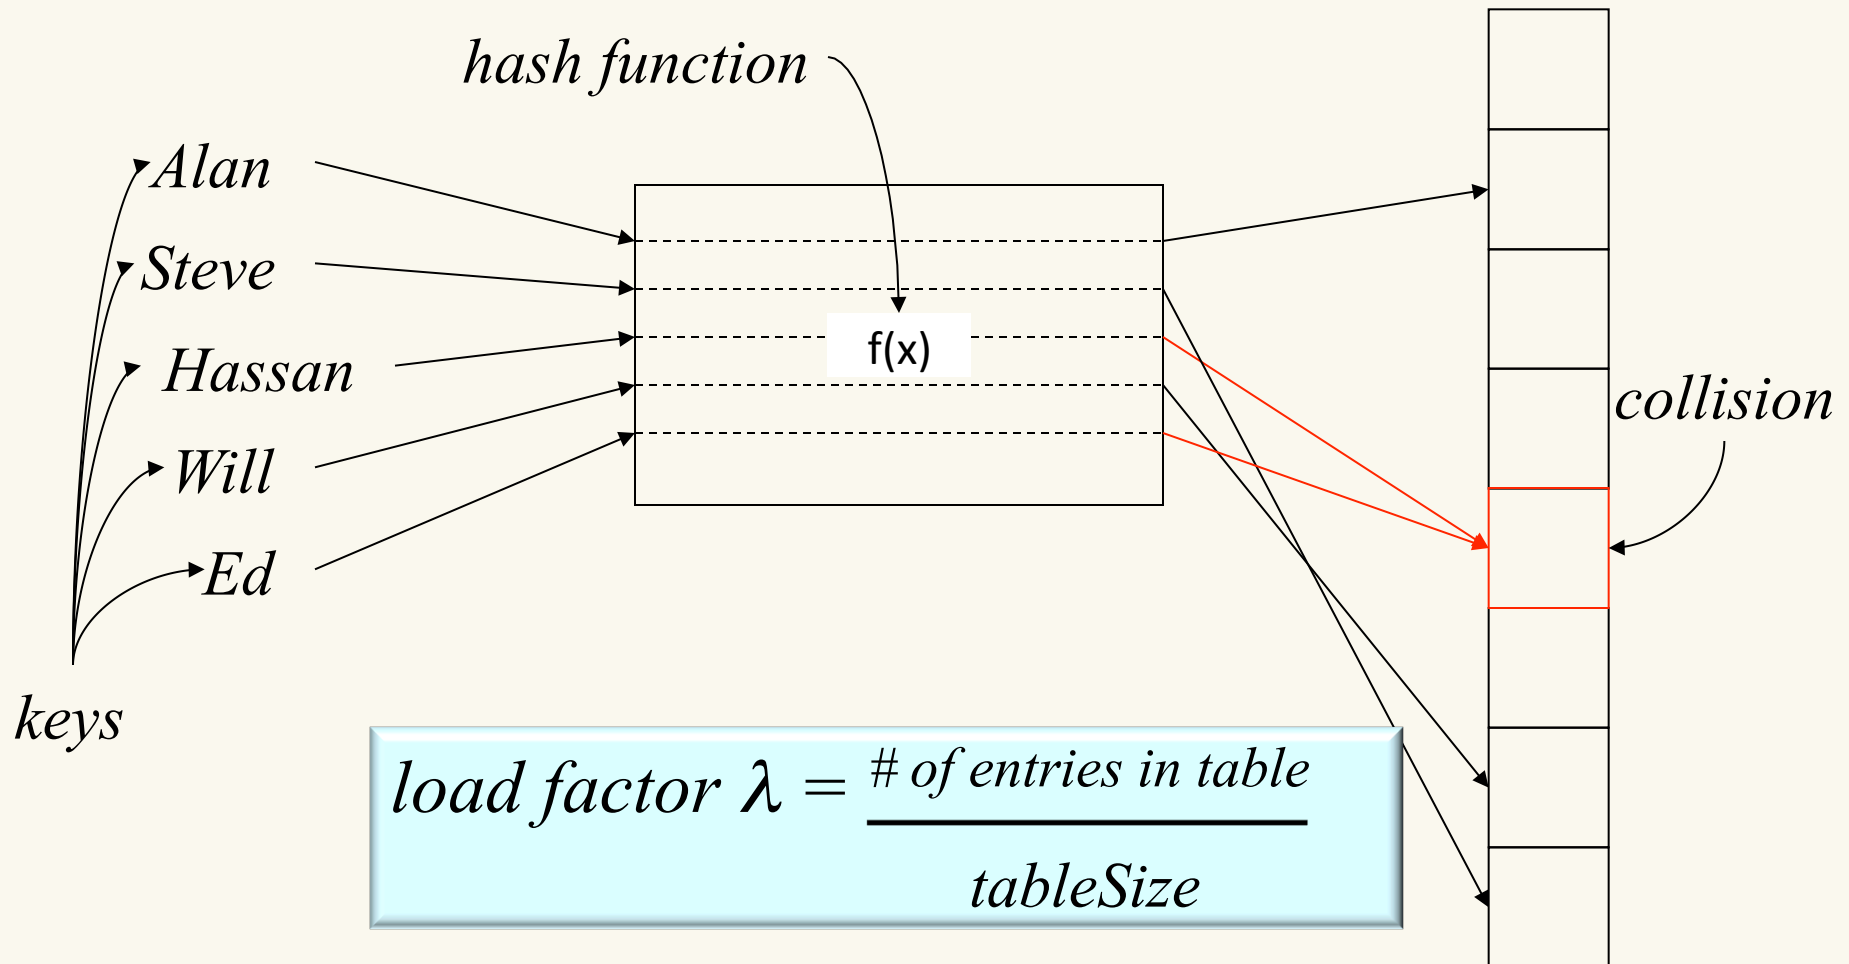 hash function
Alan
Steve
Hassan
Will
Ed
keys
f(x)
collision
load factor λ = # of entries in table
tableSize